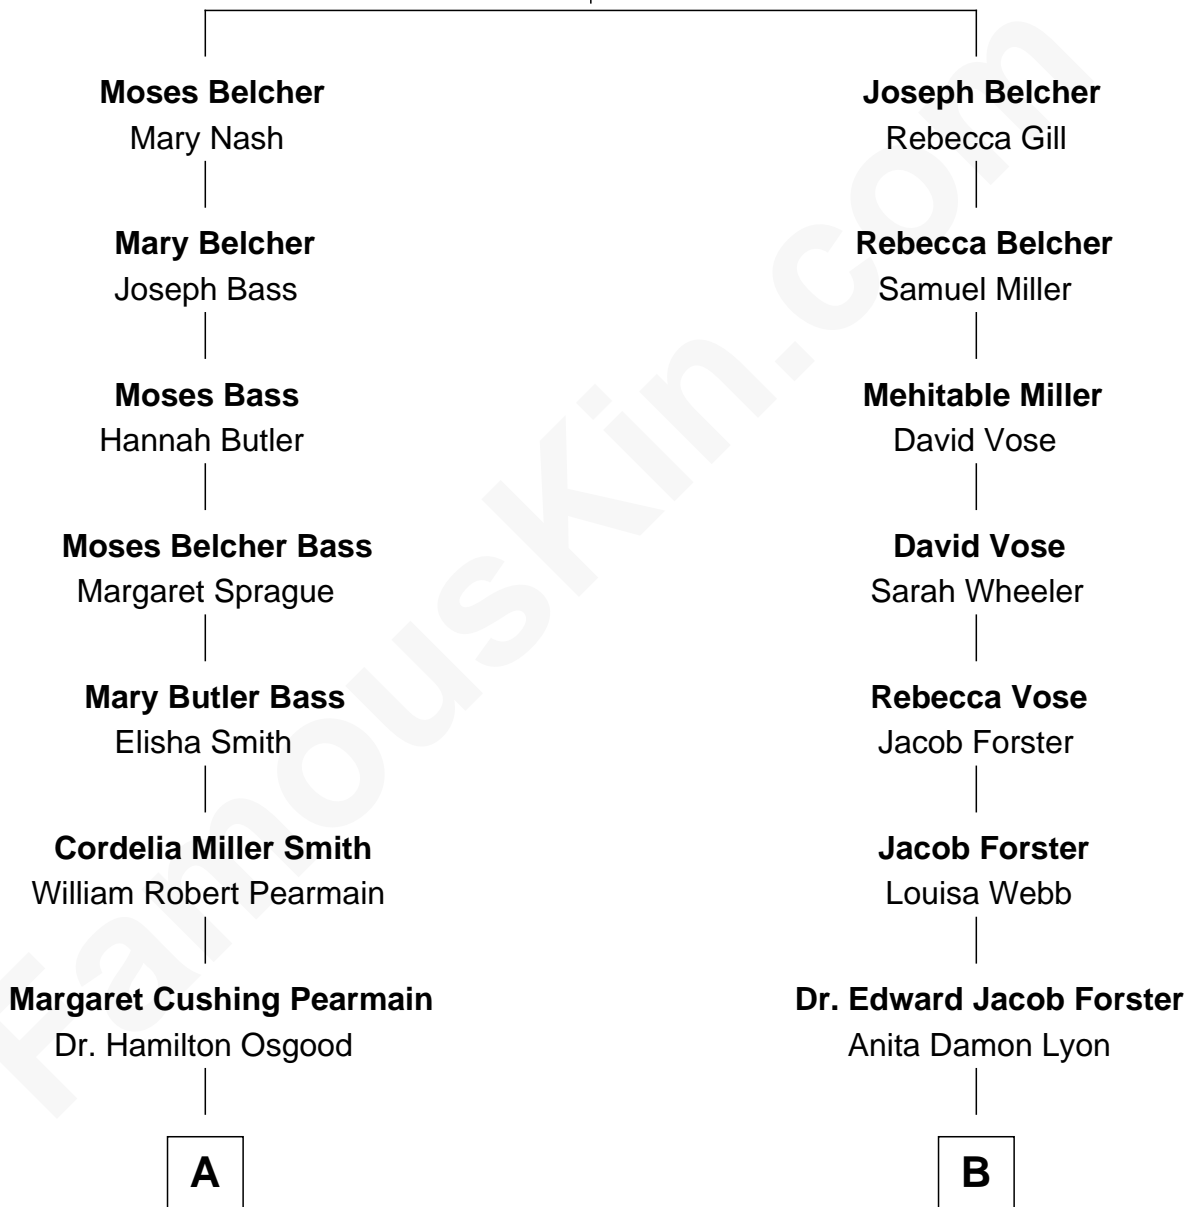 Moses Belcher
Mary Nash
Joseph Belcher
Rebecca Gill
Mary Belcher
Joseph Bass
Rebecca Belcher
Samuel Miller
Moses Bass
Hannah Butler
Mehitable Miller
David Vose
Moses Belcher Bass
Margaret Sprague
David Vose
Sarah Wheeler
Mary Butler Bass
Elisha Smith
Rebecca Vose
Jacob Forster
Cordelia Miller Smith
William Robert Pearmain
Jacob Forster
Louisa Webb
Margaret Cushing Pearmain
Dr. Hamilton Osgood
Dr. Edward Jacob Forster
Anita Damon Lyon
A
B
FamousKin.com